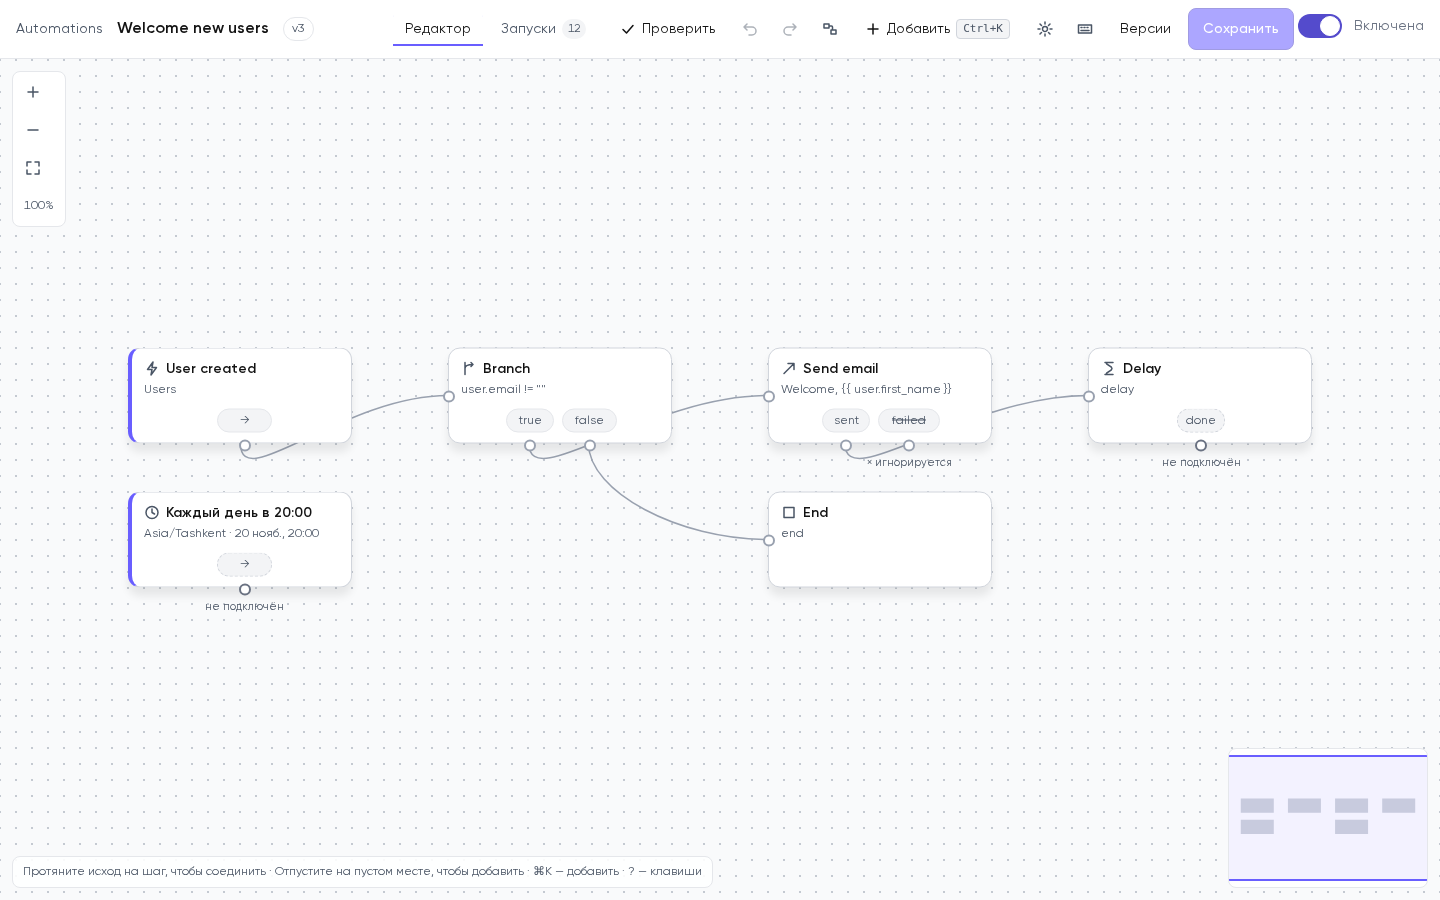 Automations Welcome new users v3 Редактор Запуски 12 Проверить Добавить Ctrl+K Версии Сохранить Включена
100%
User created
Users
→
Branch
user.email != ""
true false
Send email
Welcome, {{ user.first_name }}
sent failed
× игнорируется
Delay
delay
done
не подключён
Каждый день в 20:00
Asia/Tashkent · 20 нояб., 20:00
→
не подключён
End
end
Протяните исход на шаг, чтобы соединить · Отпустите на пустом месте, чтобы добавить · ⌘K — добавить · ? — клавиши